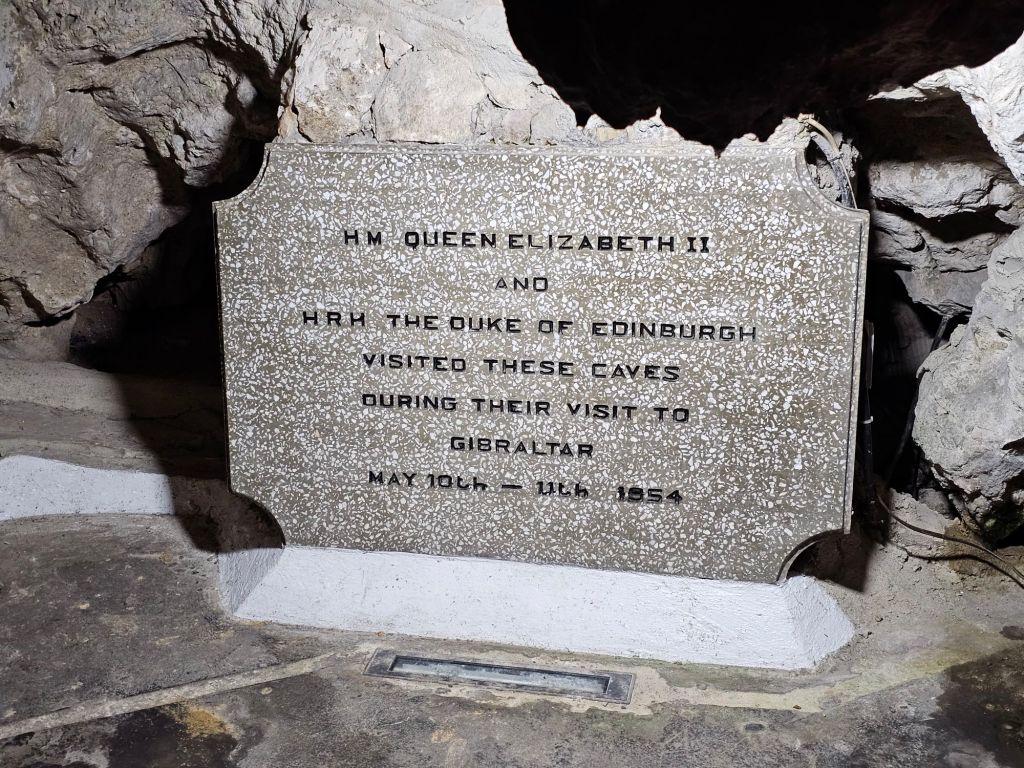 HM QUEEN ELIZABETH II
AND
HRH THE DUKE OF EDINBURGH
VISITED THESE CAVES
DURING THEIR VISIT TO
GIBRALTAR
MAY 10th — 11th 1954